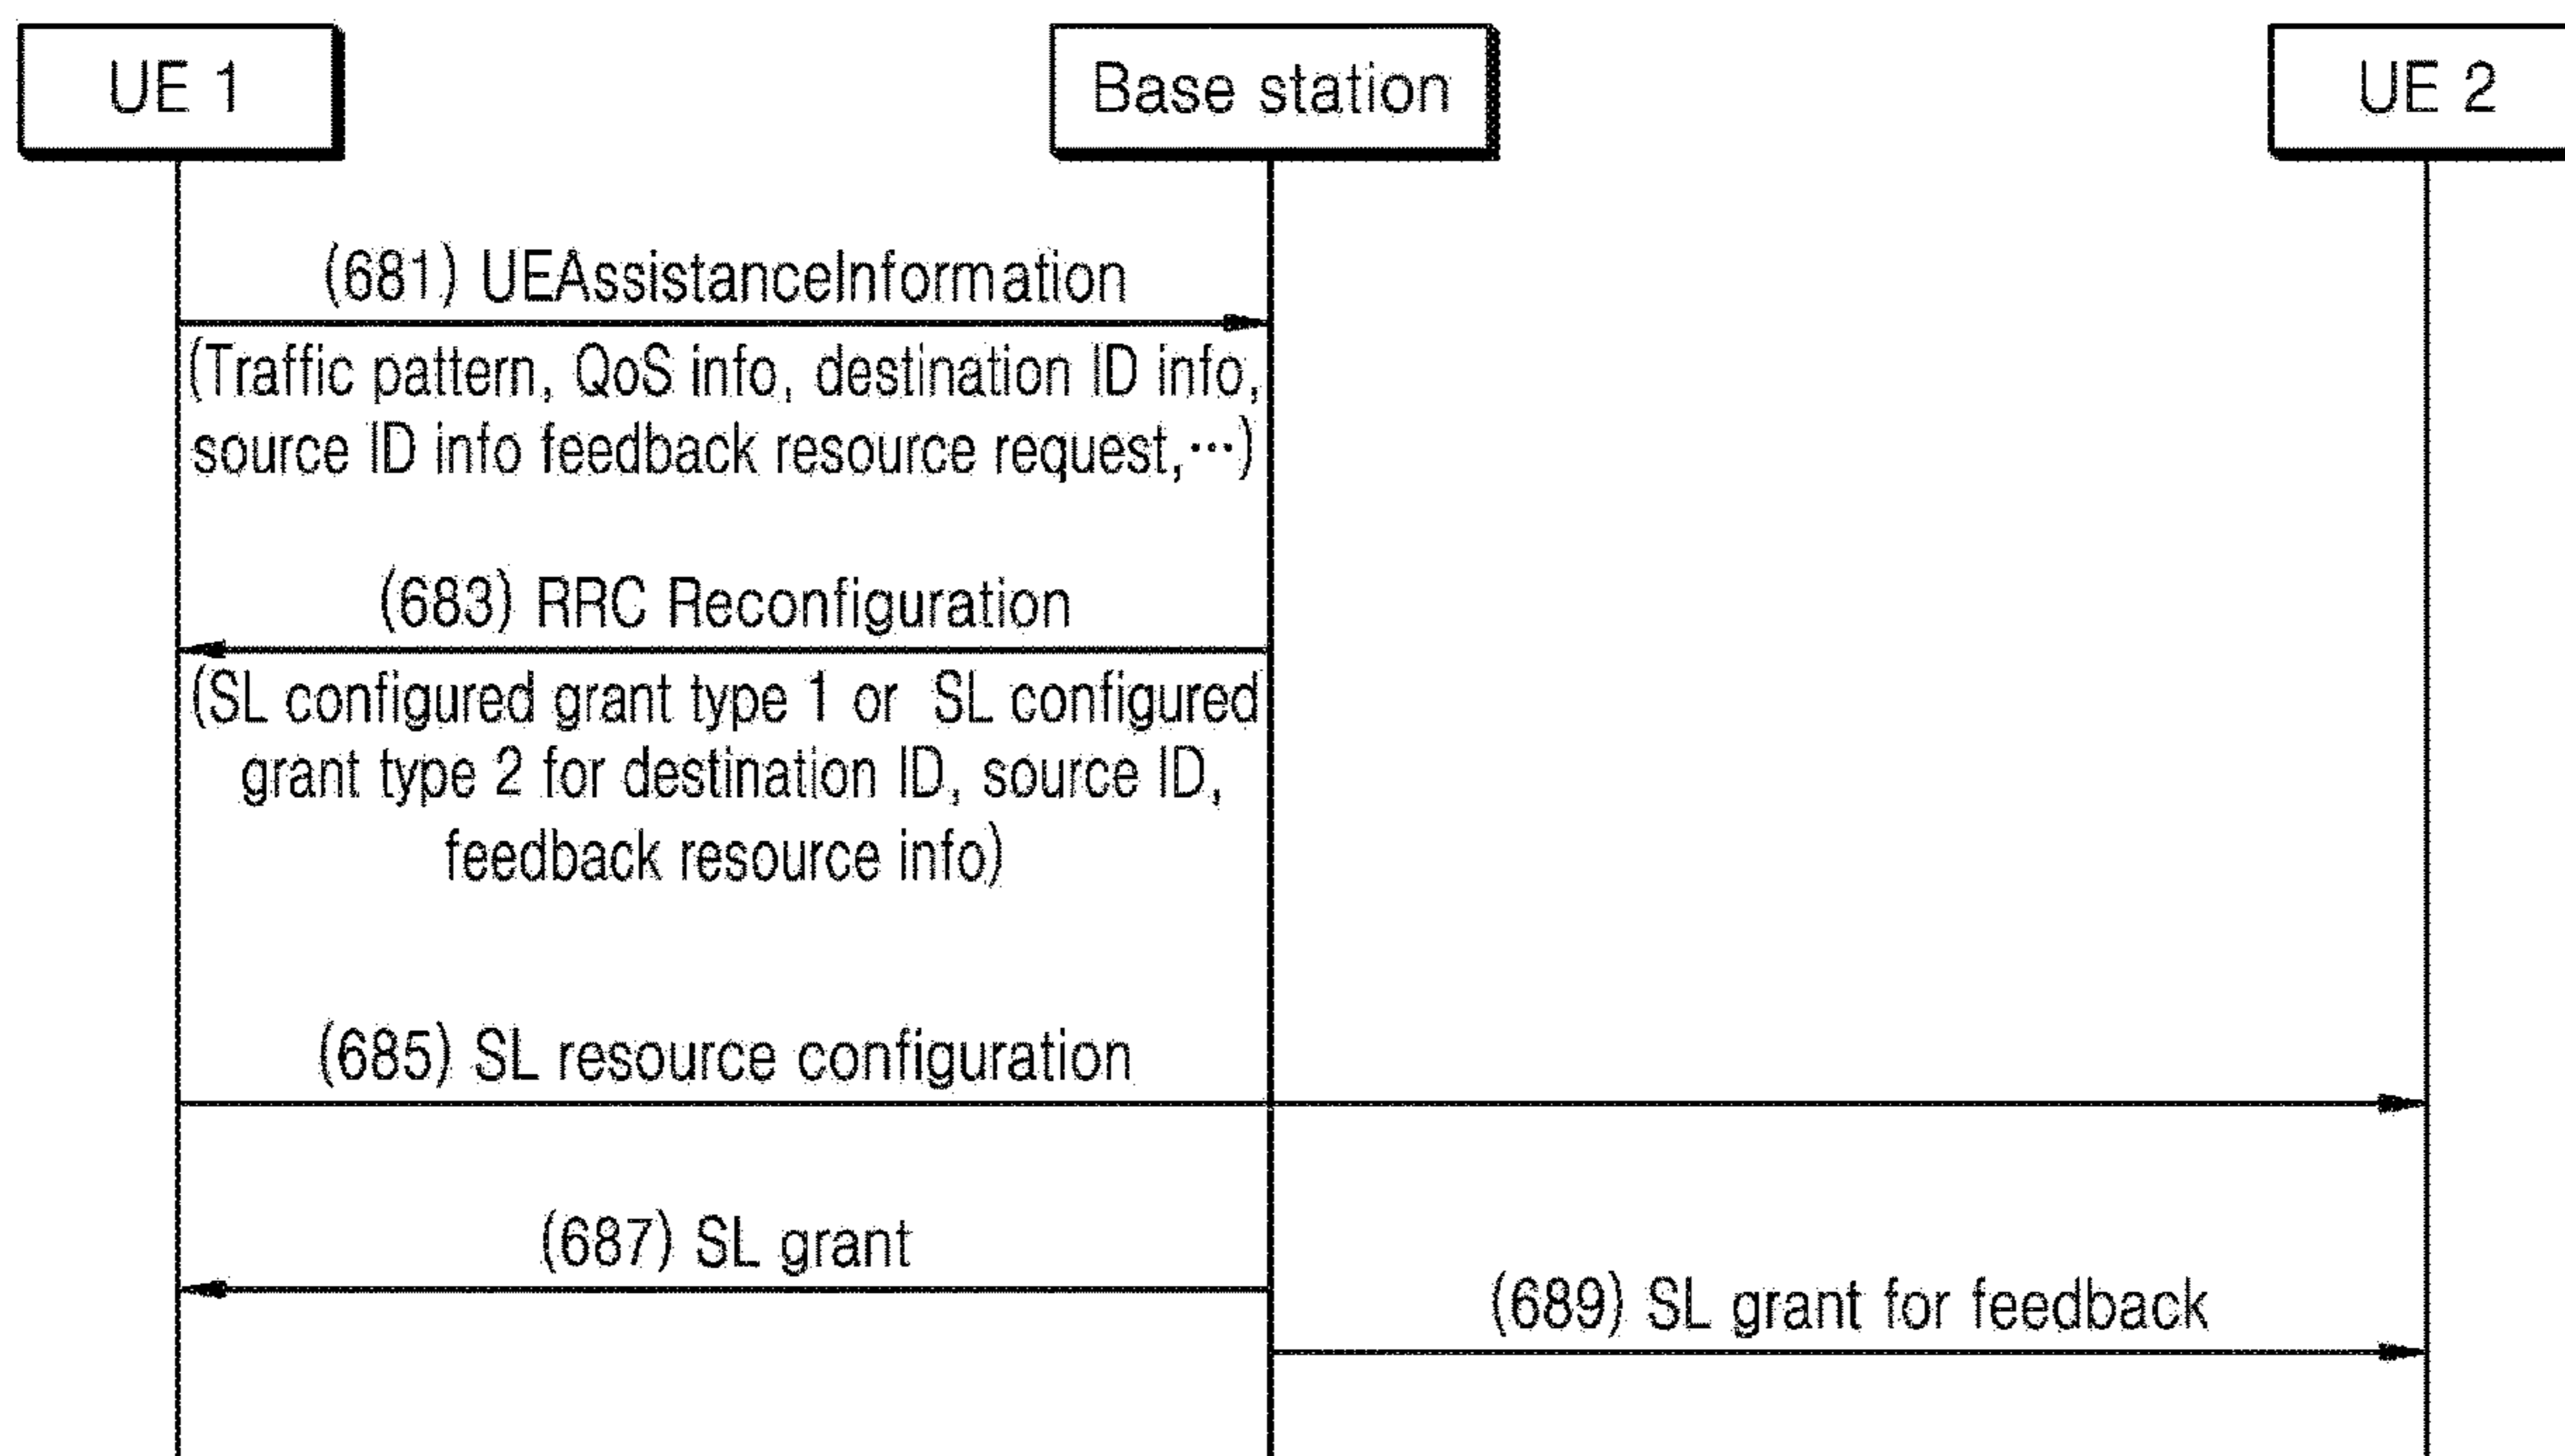 UE 1
Base station
UE 2
(681) UEAssistanceInformation
(Traffic pattern, QoS info, destination ID info,
source ID info feedback resource request,···)
(683) RRC Reconfiguration
(SL configured grant type 1 or SL configured
grant type 2 for destination ID, source ID,
feedback resource info)
(685) SL resource configuration
(687) SL grant
(689) SL grant for feedback